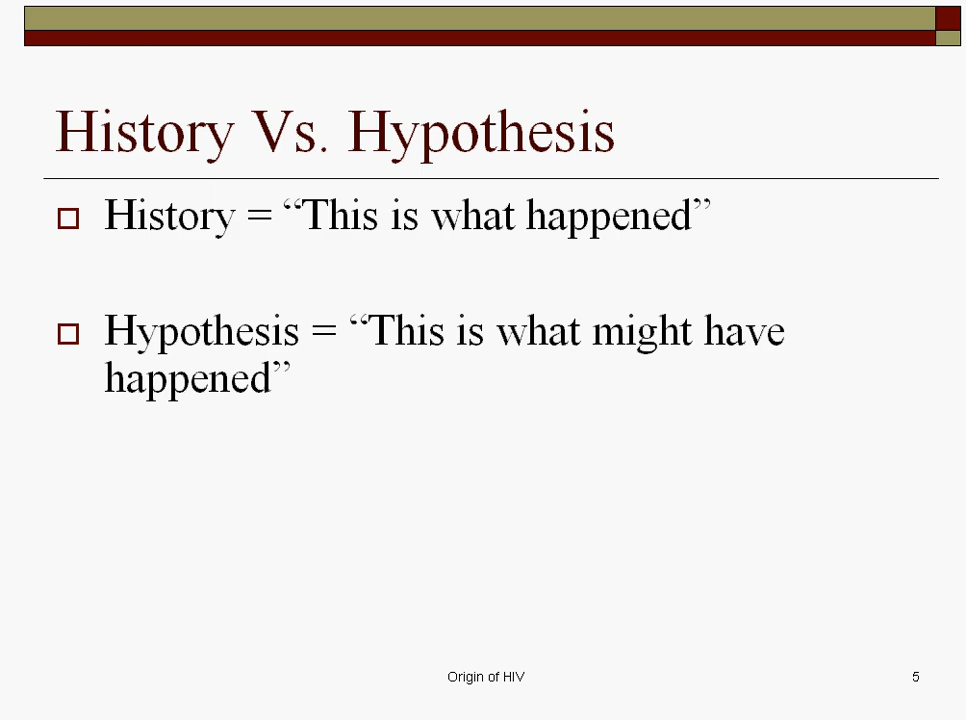 History Vs. Hypothesis
History = “This is what happened”
Hypothesis = “This is what might have
happened”
Origin of HIV
5